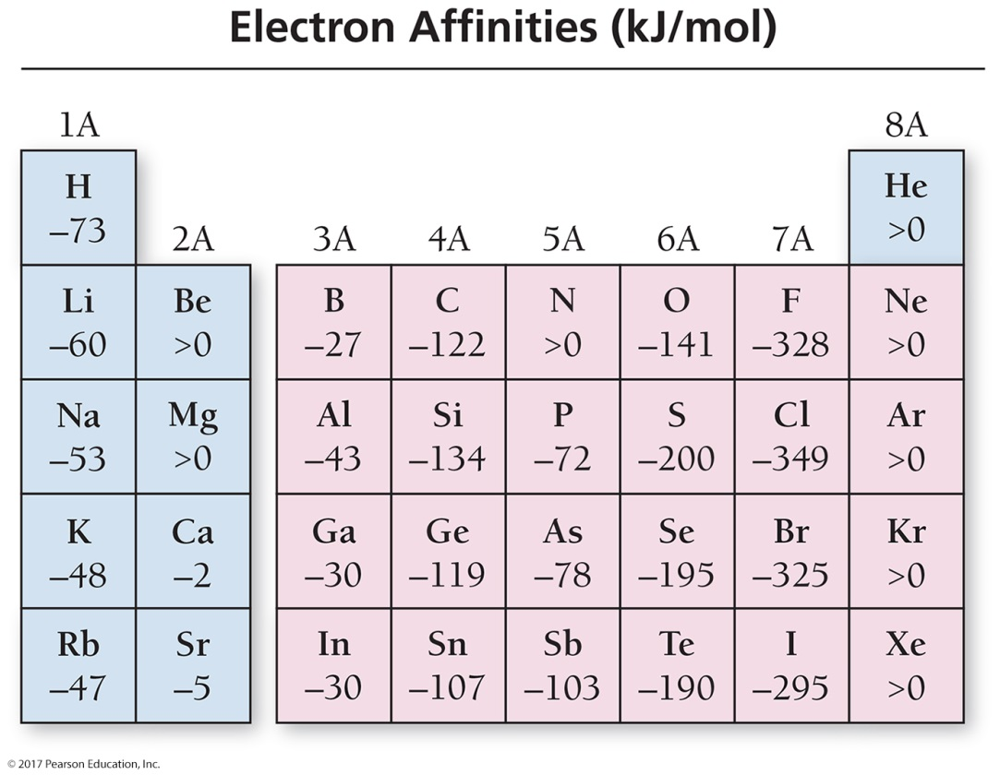 Electron Affinities (kJ/mol)
1A 8A
H He
–73 >0
2A 3A 4A 5A 6A 7A
Li Be B C N O F Ne
–60 >0 –27 –122 >0 –141 –328 >0
Na Mg Al Si P S Cl Ar
–53 >0 –43 –134 –72 –200 –349 >0
K Ca Ga Ge As Se Br Kr
–48 –2 –30 –119 –78 –195 –325 >0
Rb Sr In Sn Sb Te I Xe
–47 –5 –30 –107 –103 –190 –295 >0
© 2017 Pearson Education, Inc.